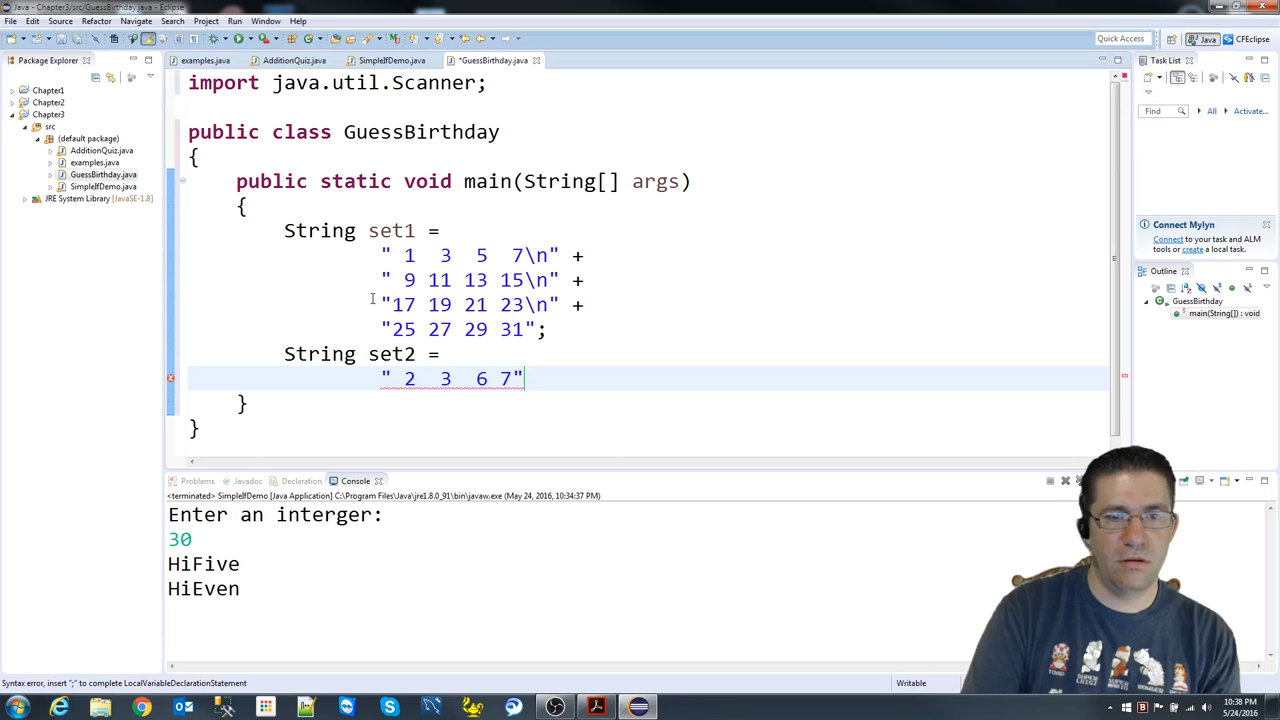 Java - Chapter3/src/GuessBirthday.java - Eclipse
File Edit Source Refactor Navigate Search Project Run Window Help
Quick Access Java CFEclipse
Package Explorer
examples.java AdditionQuiz.java SimpleIfDemo.java *GuessBirthday.java
Task List
Chapter1
Chapter2
Chapter3
src
(default package)
AdditionQuiz.java
examples.java
GuessBirthday.java
SimpleIfDemo.java
JRE System Library [JavaSE-1.8]
import java.util.Scanner;
public class GuessBirthday
{
public static void main(String[] args)
{
String set1 =
" 1  3  5  7\n" +
" 9 11 13 15\n" +
"17 19 21 23\n" +
"25 27 29 31";
String set2 =
" 2  3  6 7"
}
}
Find All Activate...
Connect Mylyn
Connect to your task and ALM
tools or create a local task.
Outline
GuessBirthday
main(String[]) : void
Problems Javadoc Declaration Console
<terminated> SimpleIfDemo [Java Application] C:\Program Files\Java\jre1.8.0_91\bin\javaw.exe (May 24, 2016, 10:34:37 PM)
Enter an interger:
30
HiFive
HiEven
Syntax error, insert ";" to complete LocalVariableDeclarationStatement
Writable
10:38 PM
5/24/2016